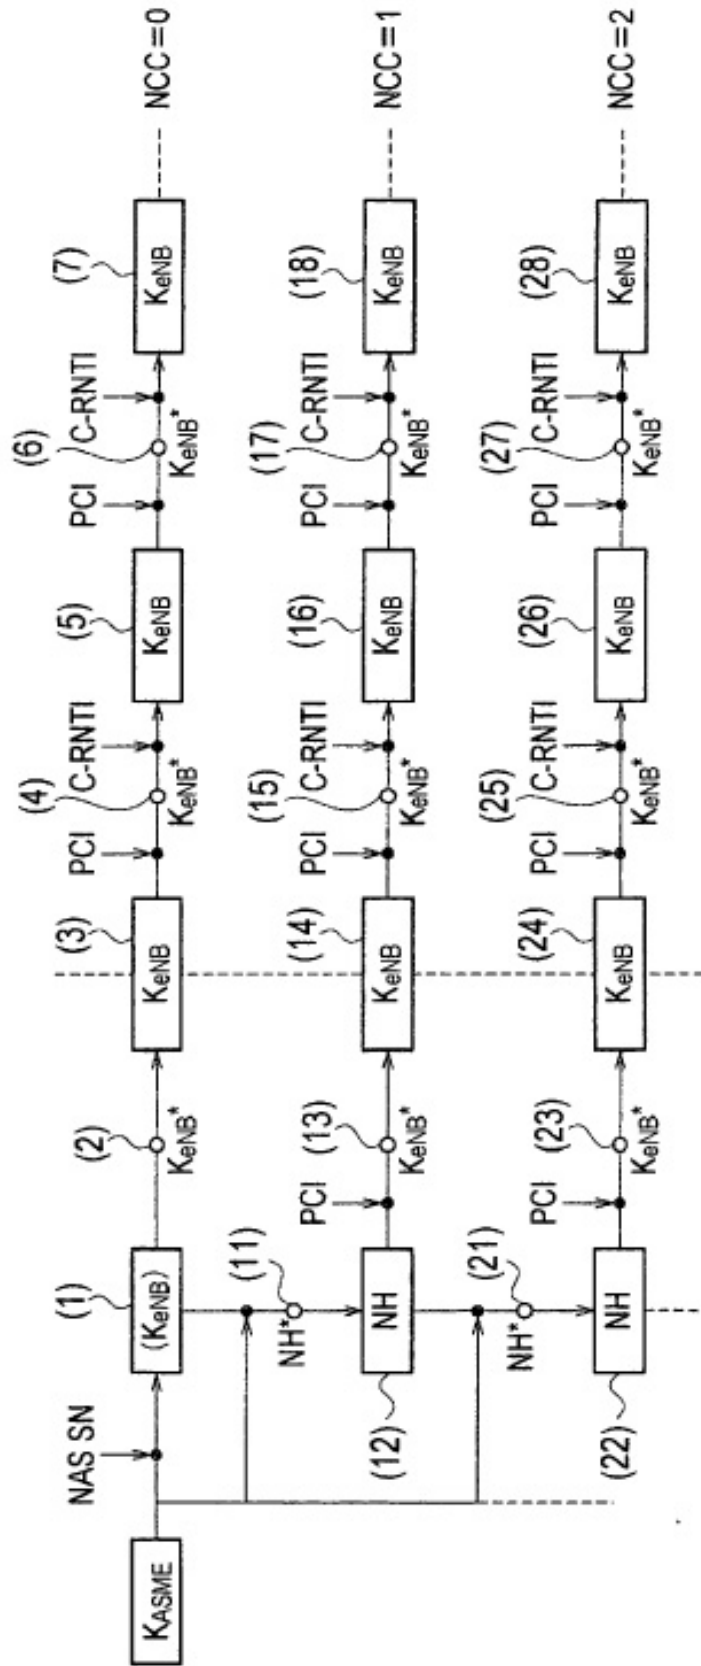 KASME
NAS SN
(1)
(KeNB)
(2)
KeNB*
(3)
KeNB
PCI
(4)
KeNB*
C-RNTI
(5)
KeNB
PCI
(6)
KeNB*
C-RNTI
(7)
KeNB
NCC=0
(11)
NH*
(12)
NH
PCI
(13)
KeNB*
(14)
KeNB
PCI
(15)
KeNB*
C-RNTI
(16)
KeNB
PCI
(17)
KeNB*
C-RNTI
(18)
KeNB
NCC=1
(21)
NH*
(22)
NH
PCI
(23)
KeNB*
(24)
KeNB
PCI
(25)
KeNB*
C-RNTI
(26)
KeNB
PCI
(27)
KeNB*
C-RNTI
(28)
KeNB
NCC=2